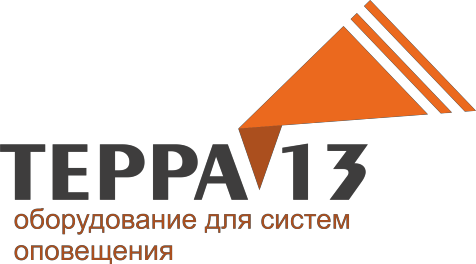 ТЕРРА 13
оборудование для систем
оповещения